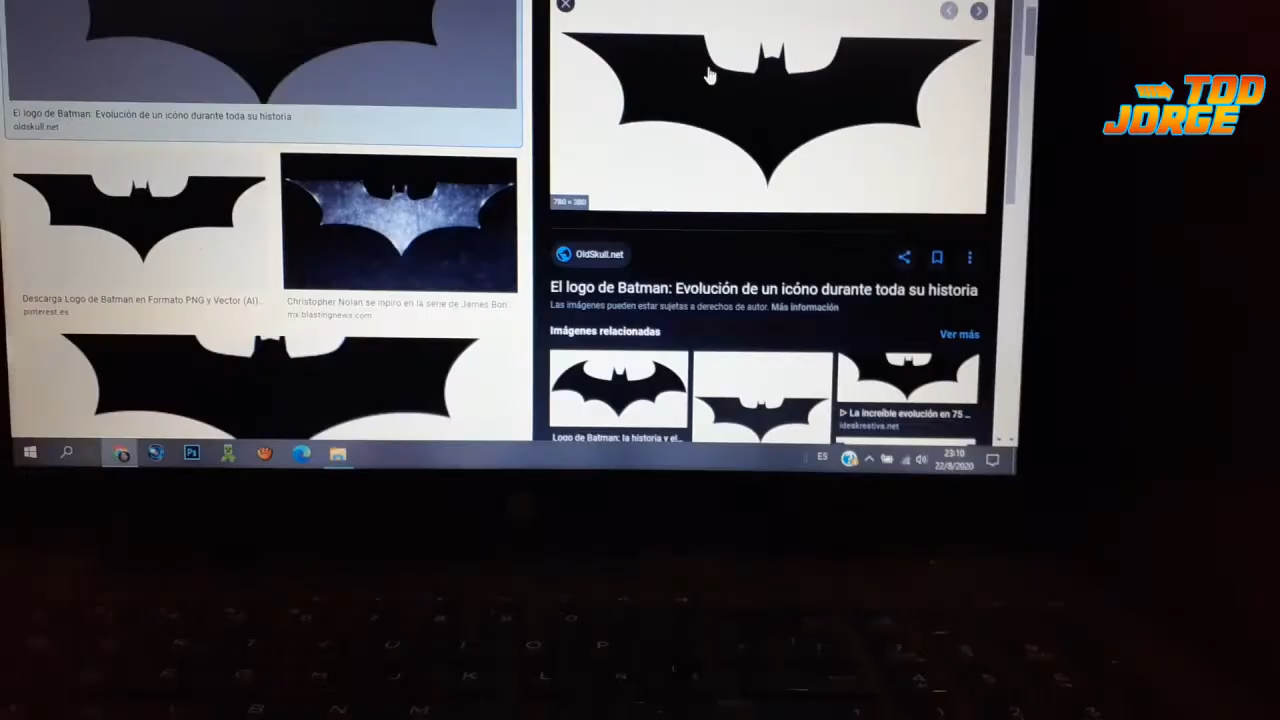 El logo de Batman: Evolución de un icóno durante toda su historia
oldskull.net
Descarga Logo de Batman en Formato PNG y Vector (AI)...
pinterest.es
Christopher Nolan se inpiro en la serie de James Bon...
mx.blastingnews.com
780 × 380
OldSkull.net
El logo de Batman: Evolución de un icóno durante toda su historia
Las imágenes pueden estar sujetas a derechos de autor. Más información
Imágenes relacionadas
Ver más
Logo de Batman: la historia y el...
▷ La increíble evolución en 75 ...
ideskreativa.net
Ps
ES
23:10
22/8/2020
TOD
JORGE